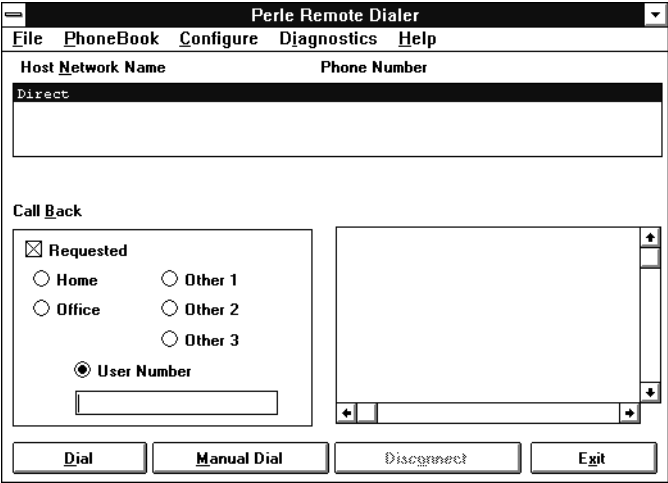 Perle Remote Dialer
File PhoneBook Configure Diagnostics Help
Host Network Name Phone Number
Direct
Call Back
Requested
Home Other 1
Office Other 2
Other 3
User Number
Dial Manual Dial Disconnect Exit